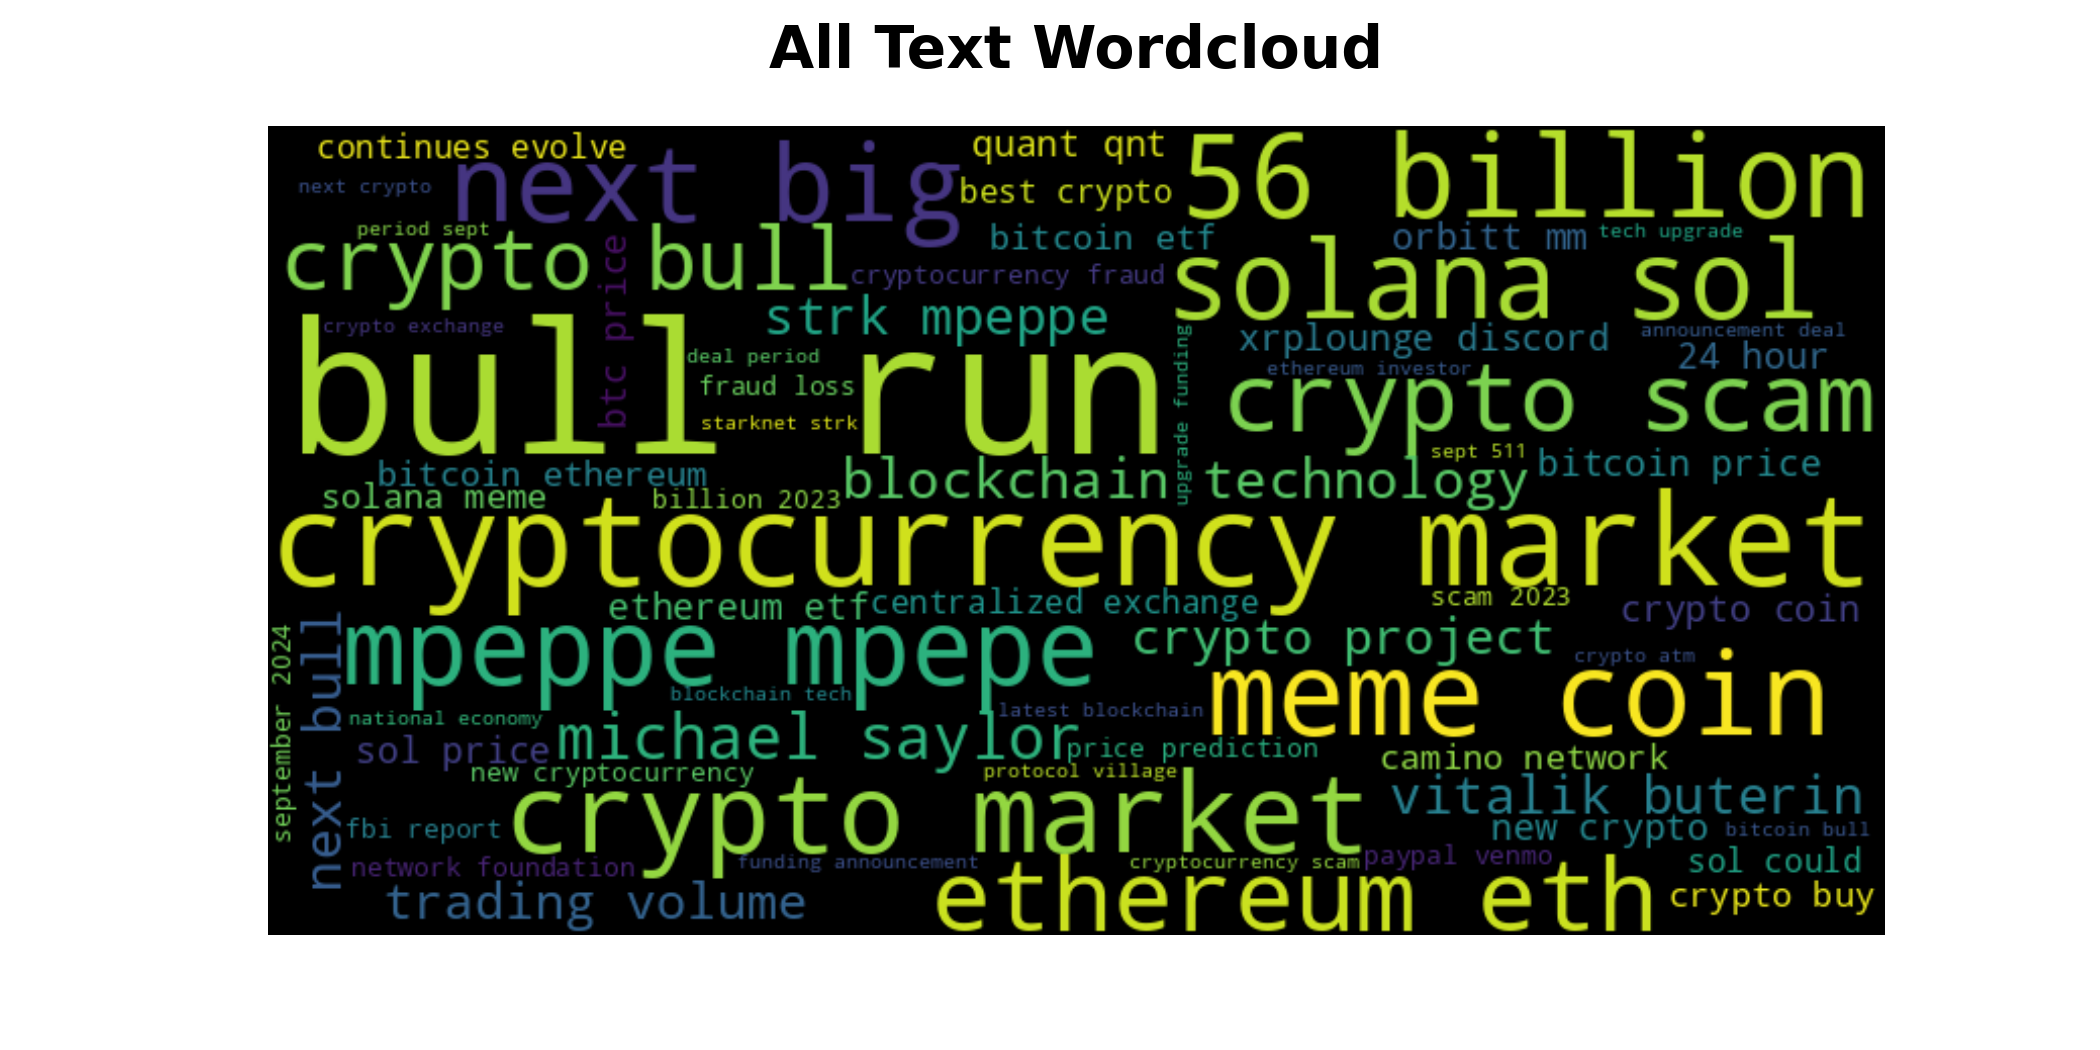 All Text Wordcloud
continues evolve
quant qnt
56 billion
next big
next crypto
best crypto
period sept
crypto bull
btc price
bitcoin etf
orbitt mm
tech upgrade
cryptocurrency fraud
solana sol
strk mpeppe
crypto exchange
bull run
deal period
fraud loss
starknet strk
upgrade funding
xrplounge discord
announcement deal
24 hour
ethereum investor
crypto scam
sept 511
bitcoin ethereum
blockchain technology
bitcoin price
solana meme
billion 2023
cryptocurrency market
ethereum etf
centralized exchange
scam 2023
crypto coin
september 2024
next bull
mpeppe mpepe
crypto project
crypto atm
blockchain tech
meme coin
latest blockchain
national economy
michael saylor
sol price
price prediction
camino network
new cryptocurrency
protocol village
crypto market
vitalik buterin
fbi report
new crypto
bitcoin bull
network foundation
funding announcement
cryptocurrency scam
paypal venmo
sol could
trading volume
ethereum eth
crypto buy